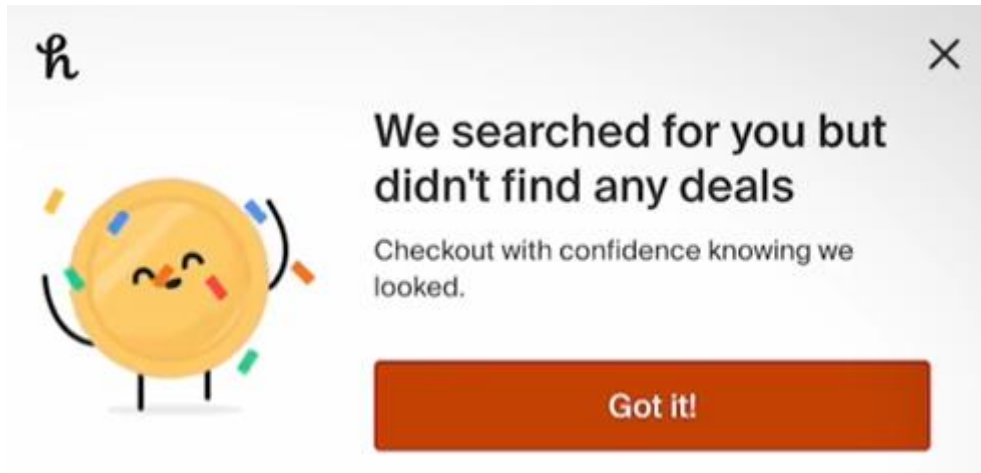 h
We searched for you but
didn't find any deals
Checkout with confidence knowing we
looked.
Got it!